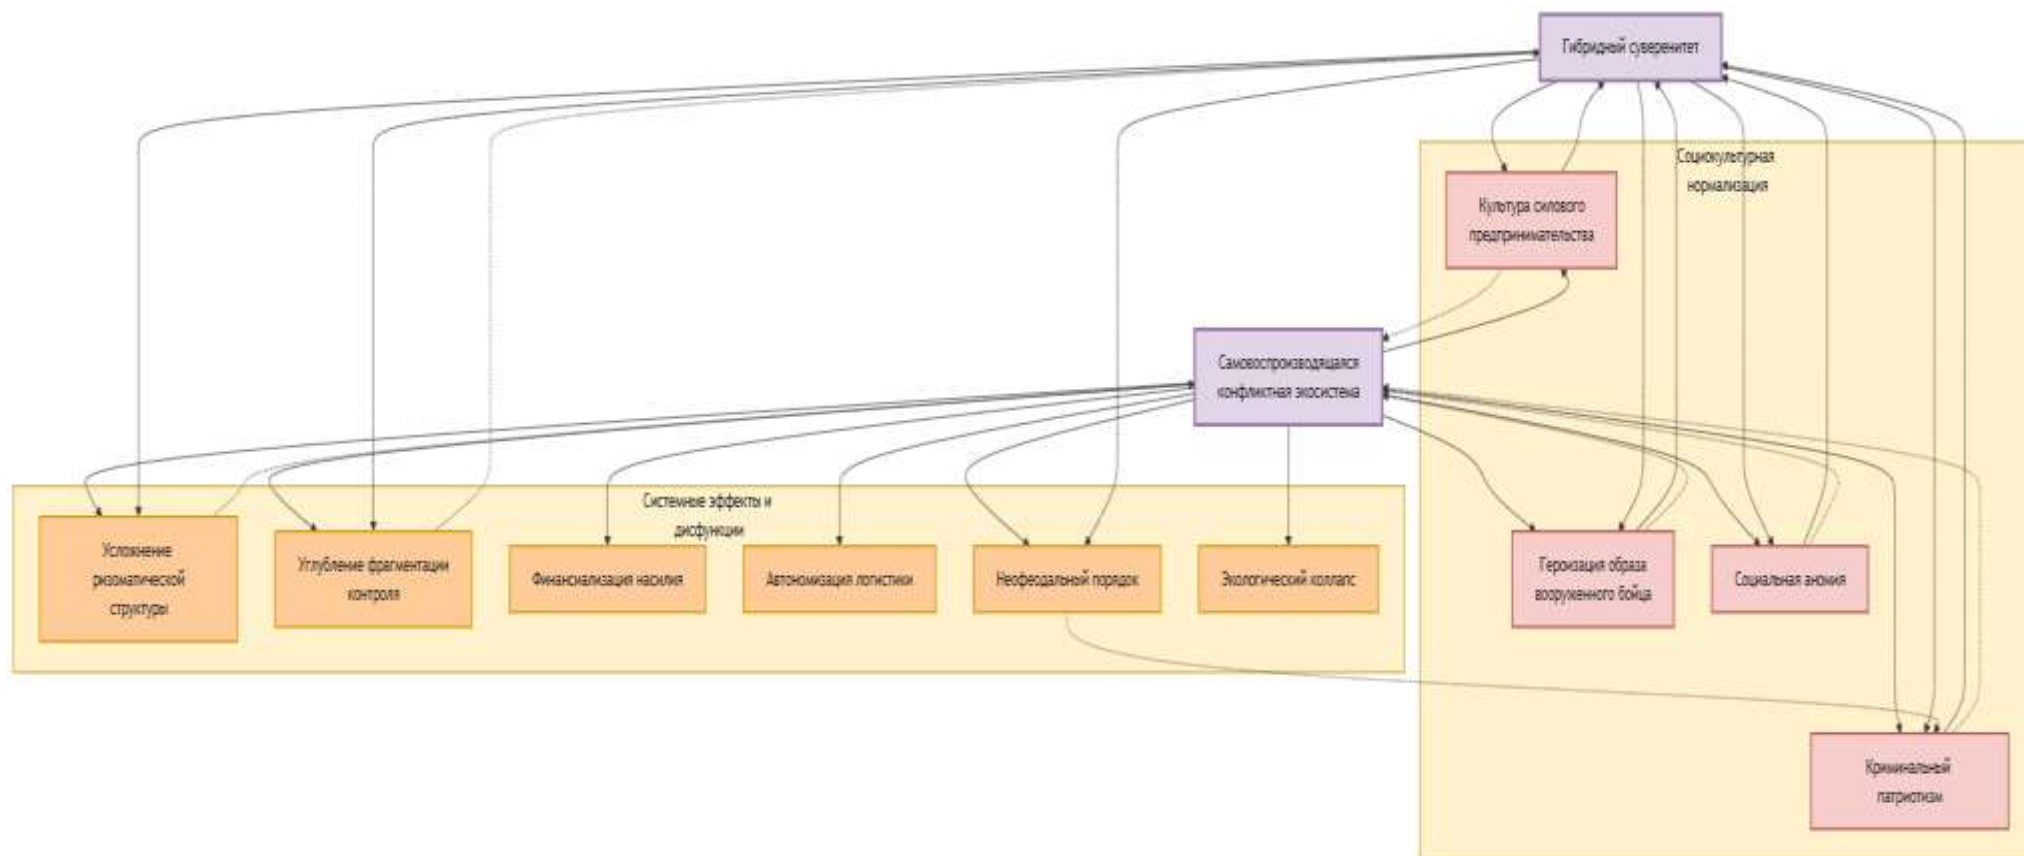 Гибридный суверенитет
Социокультурная
нормализация
Культура силового
предпринимательства
Самовоспроизводящаяся
конфликтная экосистема
Системные эффекты и
дисфункции
Усложнение
ризоматической
структуры
Углубление фрагментации
контроля
Финансиализация насилия
Автономизация логистики
Неофеодальный порядок
Экологический коллапс
Героизация образа
вооруженного бойца
Социальная аномия
Криминальный
патриотизм